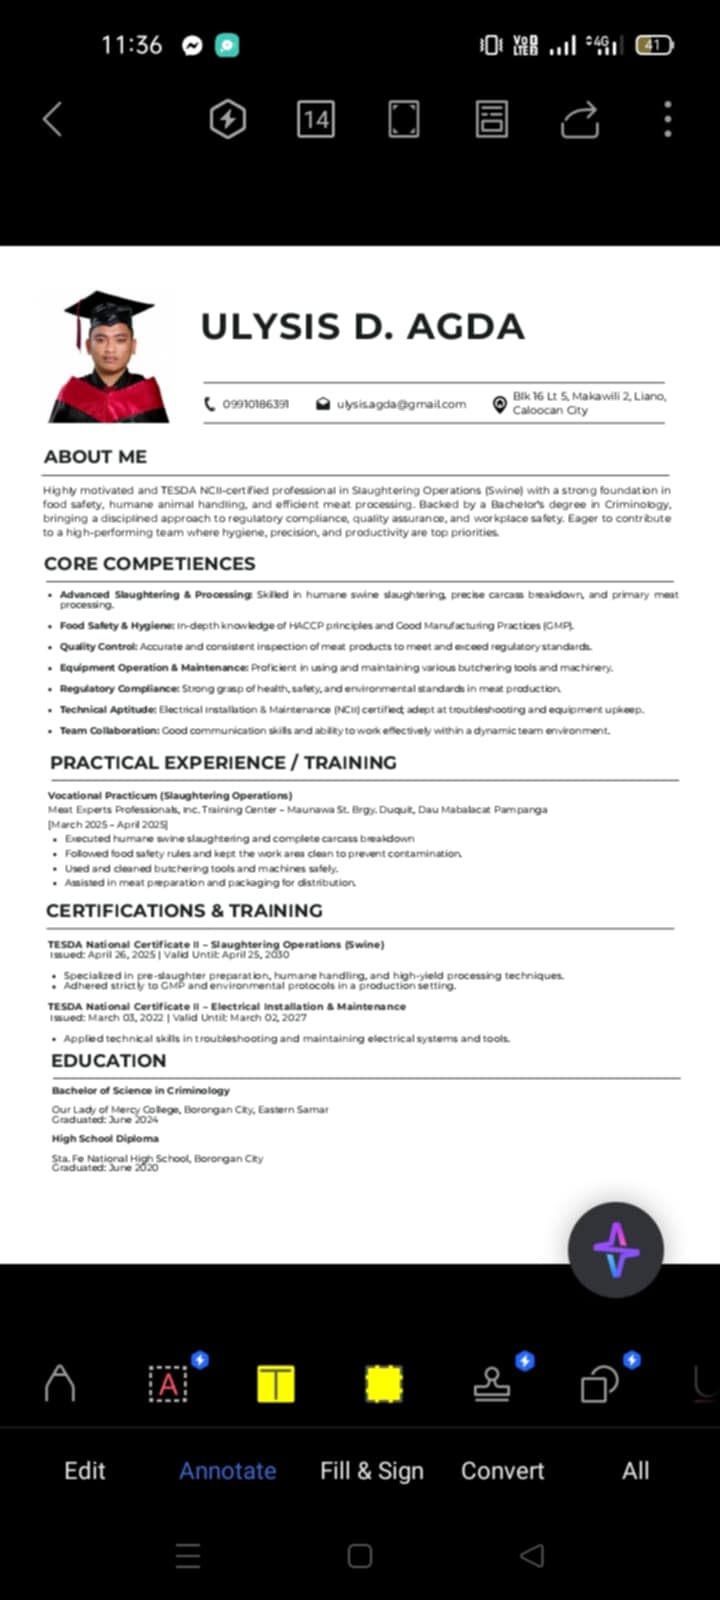 11:36
VoD
LTE2
4G
41
14
ULYSIS D. AGDA
09910186391
ulysis.agda@gmail.com
Blk 16 Lt 5, Makawili 2, Liano,
Caloocan City
ABOUT ME
Highly motivated and TESDA NCII-certified professional in Slaughtering Operations (Swine) with a strong foundation in
food safety, humane animal handling, and efficient meat processing. Backed by a Bachelor's degree in Criminology,
bringing a disciplined approach to regulatory compliance, quality assurance, and workplace safety. Eager to contribute
to a high-performing team where hygiene, precision, and productivity are top priorities.
CORE COMPETIENCES
• Advanced Slaughtering & Processing: Skilled in humane swine slaughtering, precise carcass breakdown, and primary meat
processing.
• Food Safety & Hygiene: In-depth knowledge of HACCP principles and Good Manufacturing Practices (GMP).
• Quality Control: Accurate and consistent inspection of meat products to meet and exceed regulatory standards.
• Equipment Operation & Maintenance: Proficient in using and maintaining various butchering tools and machinery.
• Regulatory Compliance: Strong grasp of health, safety, and environmental standards in meat production.
• Technical Aptitude: Electrical Installation & Maintenance (NCII) certified; adept at troubleshooting and equipment upkeep.
• Team Collaboration: Good communication skills and ability to work effectively within a dynamic team environment.
PRACTICAL EXPERIENCE / TRAINING
Vocational Practicum (Slaughtering Operations)
Meat Experts Professionals, Inc. Training Center – Maunawa St. Brgy. Duquit, Dau Mabalacat Pampanga
[March 2025 – April 2025]
• Executed humane swine slaughtering and complete carcass breakdown
• Followed food safety rules and kept the work area clean to prevent contamination.
• Used and cleaned butchering tools and machines safely.
• Assisted in meat preparation and packaging for distribution.
CERTIFICATIONS & TRAINING
TESDA National Certificate II – Slaughtering Operations (Swine)
Issued: April 26, 2025 | Valid Until: April 25, 2030
• Specialized in pre-slaughter preparation, humane handling, and high-yield processing techniques.
• Adhered strictly to GMP and environmental protocols in a production setting.
TESDA National Certificate II – Electrical Installation & Maintenance
Issued: March 03, 2022 | Valid Until: March 02, 2027
• Applied technical skills in troubleshooting and maintaining electrical systems and tools.
EDUCATION
Bachelor of Science in Criminology
Our Lady of Mercy College, Borongan City, Eastern Samar
Graduated: June 2024
High School Diploma
Sta. Fe National High School, Borongan City
Graduated: June 2020
A
T
Edit
Annotate
Fill & Sign
Convert
All